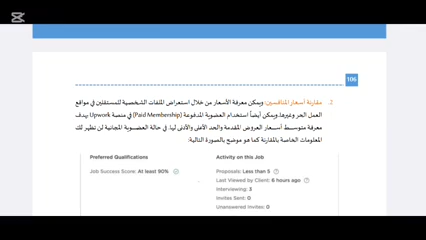 106
2. مقارنة أسعار المنافسين: ويمكن معرفة الأسعار من خلال استعراض الملفات الشخصية للمستقلين في مواقع
العمل الحر وغيرها، ويمكن أيضاً استخدام العضوية المدفوعة (Paid Membership) في منصة Upwork بهدف
معرفة متوسط أسعار العروض المقدمة والحد الأعلى والأدنى لها. في حالة العضوية المجانية لن تظهر لك
المعلومات الخاصة بالمقارنة كما هو موضح بالصورة التالية:
Preferred Qualifications
Activity on this Job
Job Success Score: At least 90%
Proposals: Less than 5
Last Viewed by Client: 6 hours ago
Interviewing: 3
Invites Sent: 0
Unanswered Invites: 0